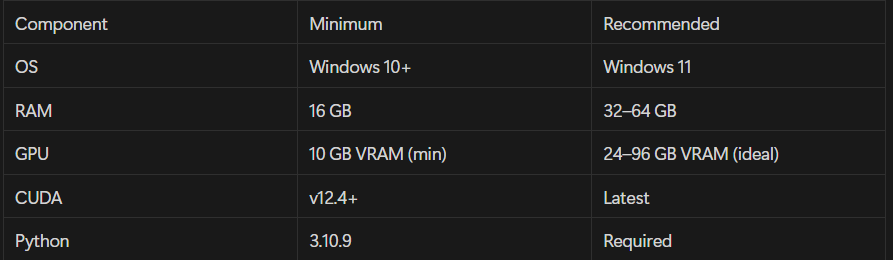 Component Minimum Recommended
OS Windows 10+ Windows 11
RAM 16 GB 32–64 GB
GPU 10 GB VRAM (min) 24–96 GB VRAM (ideal)
CUDA v12.4+ Latest
Python 3.10.9 Required